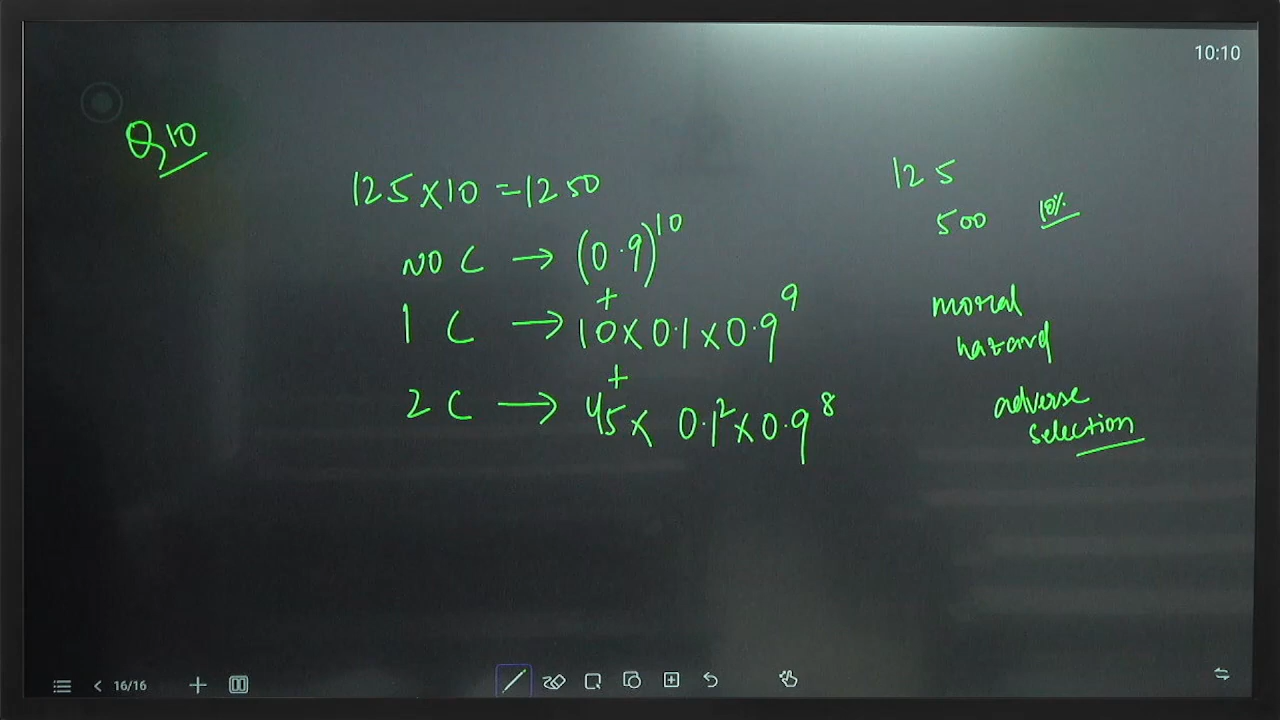 10:10
Q10
125×10 = 1250
NO C → (0.9)^10
+
1 C → 10×0.1×0.9^9
+
2 C → 45× 0.1^2×0.9^8
125
500 10%
moral
hazard
adverse
selection
16/16